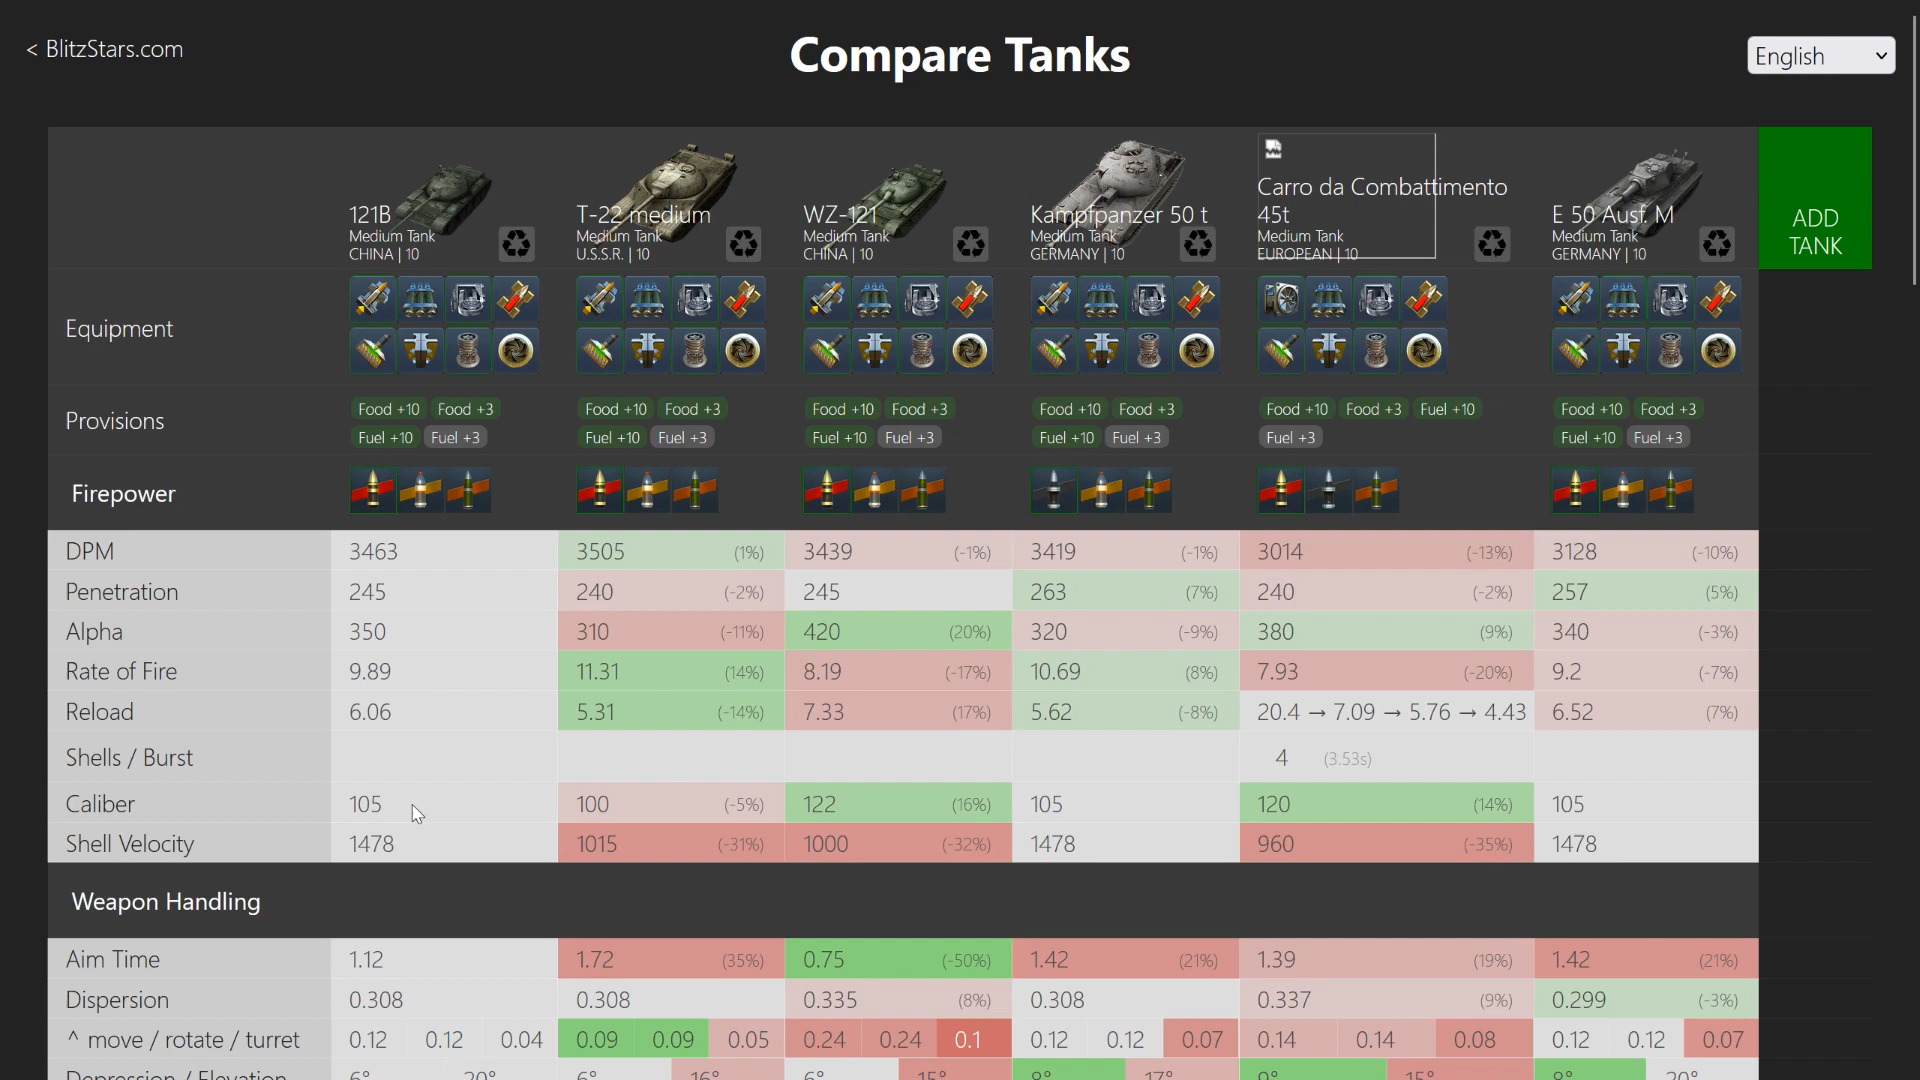 < BlitzStars.com
Compare Tanks
English
121B
Medium Tank
CHINA | 10
T-22 medium
Medium Tank
U.S.S.R. | 10
WZ-121
Medium Tank
CHINA | 10
Kampfpanzer 50 t
Medium Tank
GERMANY | 10
Carro da Combattimento
45t
Medium Tank
EUROPEAN | 10
E 50 Ausf. M
Medium Tank
GERMANY | 10
ADD
TANK
Equipment
Provisions
Food +10 Food +3
Fuel +10 Fuel +3
Food +10 Food +3
Fuel +10 Fuel +3
Food +10 Food +3
Fuel +10 Fuel +3
Food +10 Food +3
Fuel +10 Fuel +3
Food +10 Food +3 Fuel +10
Fuel +3
Food +10 Food +3
Fuel +10 Fuel +3
Firepower
DPM 3463 3505 (1%) 3439 (-1%) 3419 (-1%) 3014 (-13%) 3128 (-10%)
Penetration 245 240 (-2%) 245 263 (7%) 240 (-2%) 257 (5%)
Alpha 350 310 (-11%) 420 (20%) 320 (-9%) 380 (9%) 340 (-3%)
Rate of Fire 9.89 11.31 (14%) 8.19 (-17%) 10.69 (8%) 7.93 (-20%) 9.2 (-7%)
Reload 6.06 5.31 (-14%) 7.33 (17%) 5.62 (-8%) 20.4 → 7.09 → 5.76 → 4.43 6.52 (7%)
Shells / Burst 4 (3.53s)
Caliber 105 100 (-5%) 122 (16%) 105 120 (14%) 105
Shell Velocity 1478 1015 (-31%) 1000 (-32%) 1478 960 (-35%) 1478
Weapon Handling
Aim Time 1.12 1.72 (35%) 0.75 (-50%) 1.42 (21%) 1.39 (19%) 1.42 (21%)
Dispersion 0.308 0.308 0.335 (8%) 0.308 0.337 (9%) 0.299 (-3%)
^ move / rotate / turret 0.12 0.12 0.04 0.09 0.09 0.05 0.24 0.24 0.1 0.12 0.12 0.07 0.14 0.14 0.08 0.12 0.12 0.07
Depression / Elevation 6° 20° 6° 16° 6° 15° 8° 17° 9° 15° 8° 20°